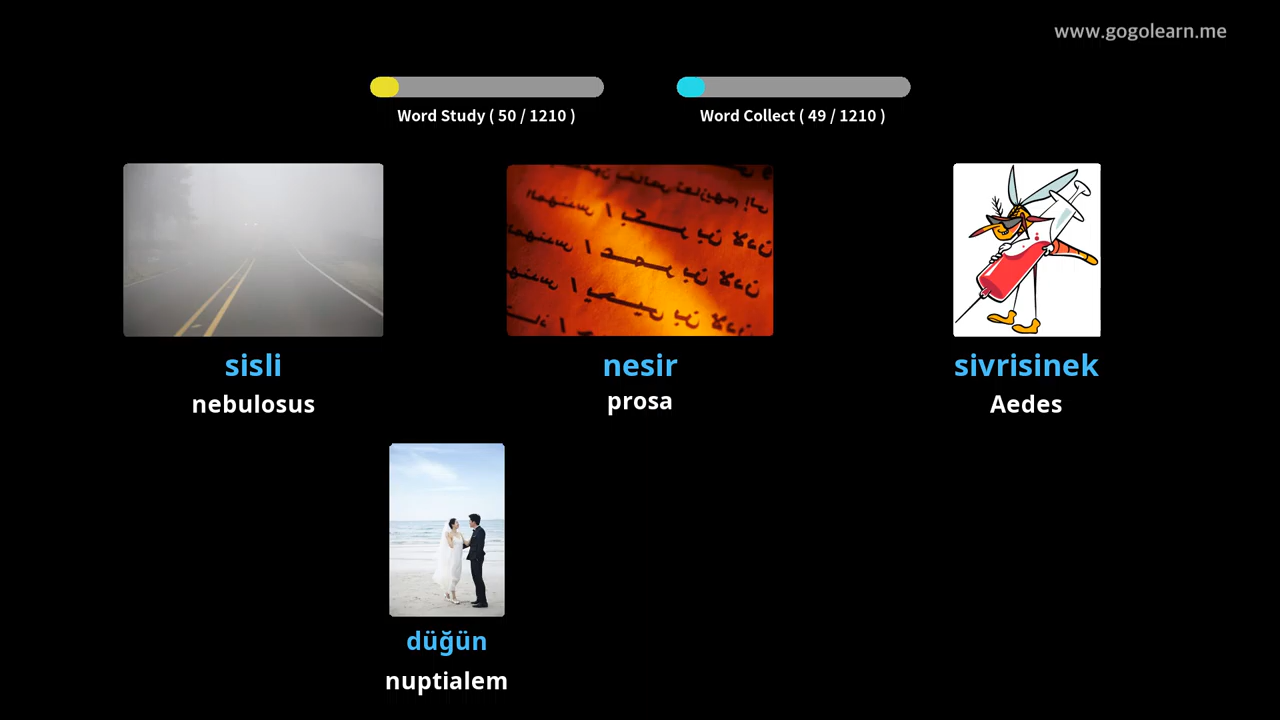 www.gogolearn.me
Word Study ( 50 / 1210 )
Word Collect ( 49 / 1210 )
sisli
nesir
sivrisinek
nebulosus
prosa
Aedes
düğün
nuptialem